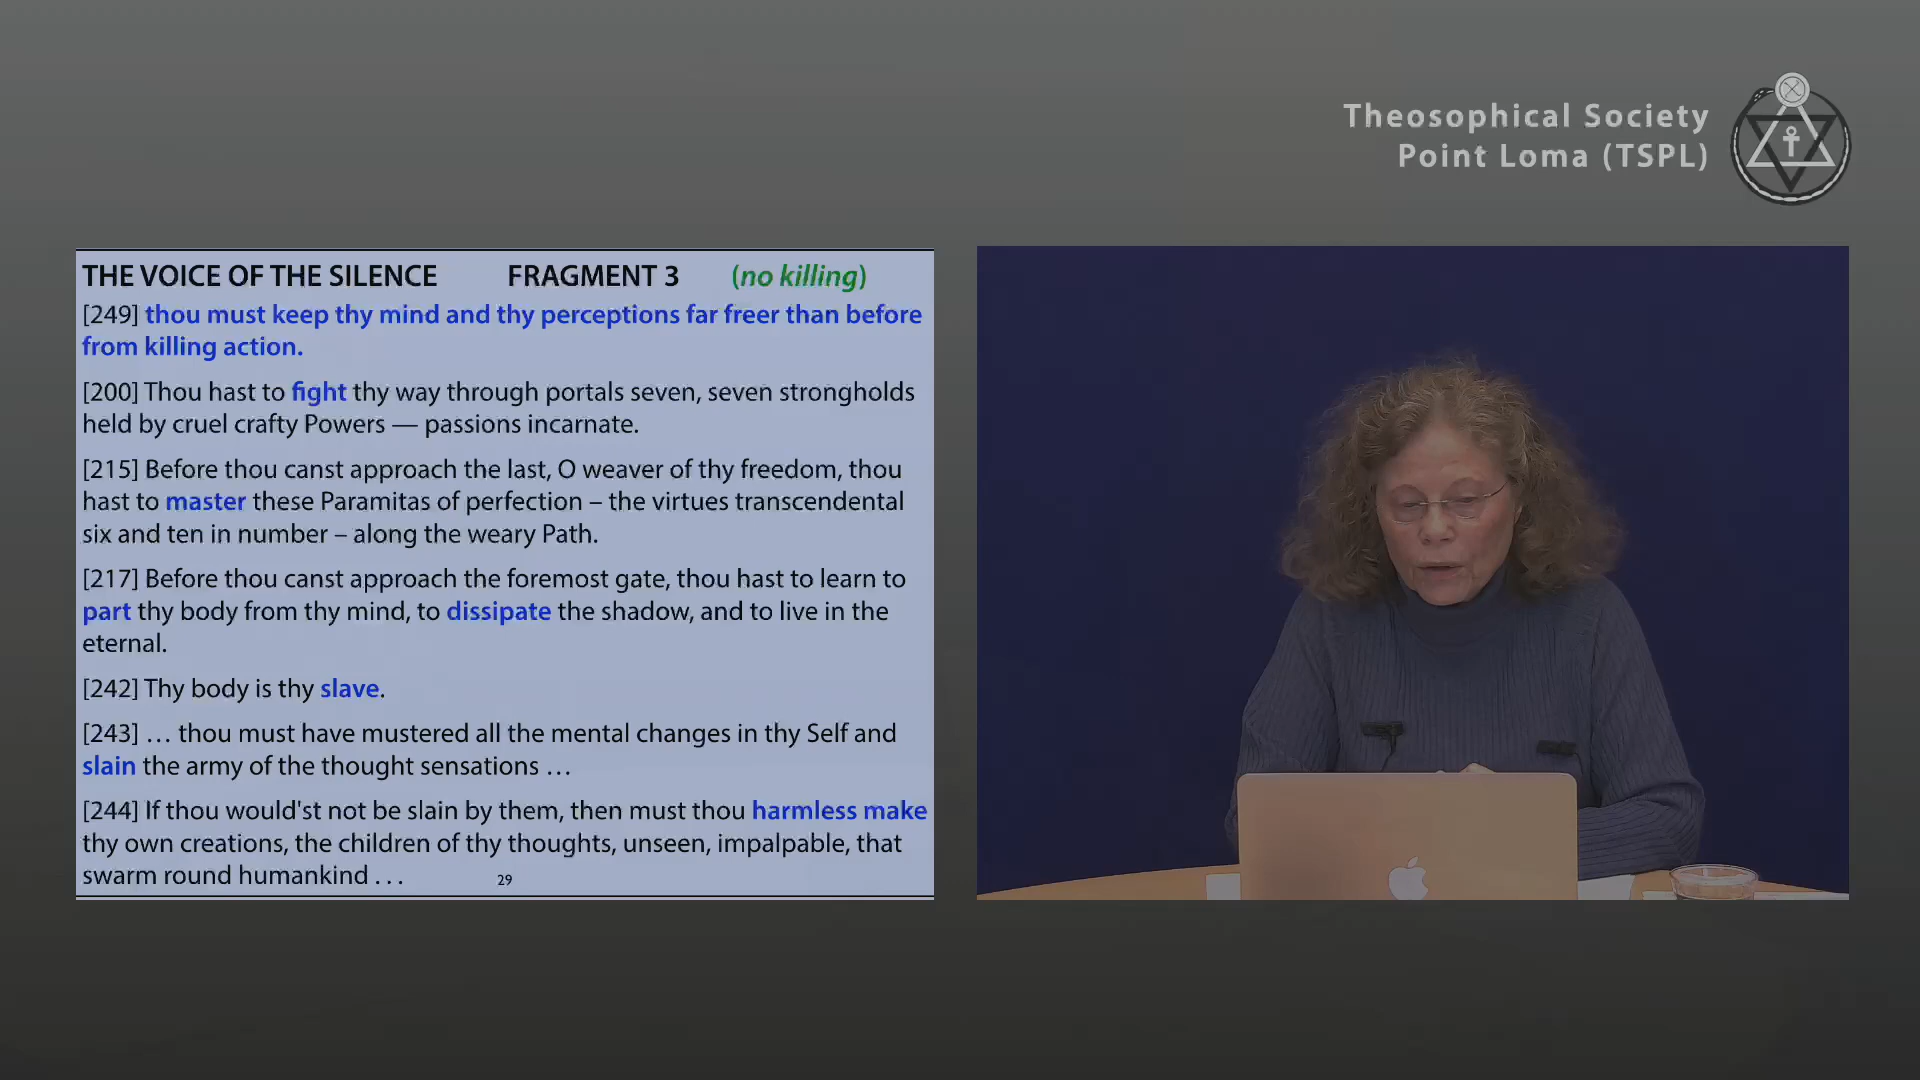 Theosophical Society
Point Loma (TSPL)
THE VOICE OF THE SILENCE FRAGMENT 3 (no killing)
[249] thou must keep thy mind and thy perceptions far freer than before
from killing action.
[200] Thou hast to fight thy way through portals seven, seven strongholds
held by cruel crafty Powers — passions incarnate.
[215] Before thou canst approach the last, O weaver of thy freedom, thou
hast to master these Paramitas of perfection – the virtues transcendental
six and ten in number – along the weary Path.
[217] Before thou canst approach the foremost gate, thou hast to learn to
part thy body from thy mind, to dissipate the shadow, and to live in the
eternal.
[242] Thy body is thy slave.
[243] … thou must have mustered all the mental changes in thy Self and
slain the army of the thought sensations …
[244] If thou would'st not be slain by them, then must thou harmless make
thy own creations, the children of thy thoughts, unseen, impalpable, that
swarm round humankind . . .
29